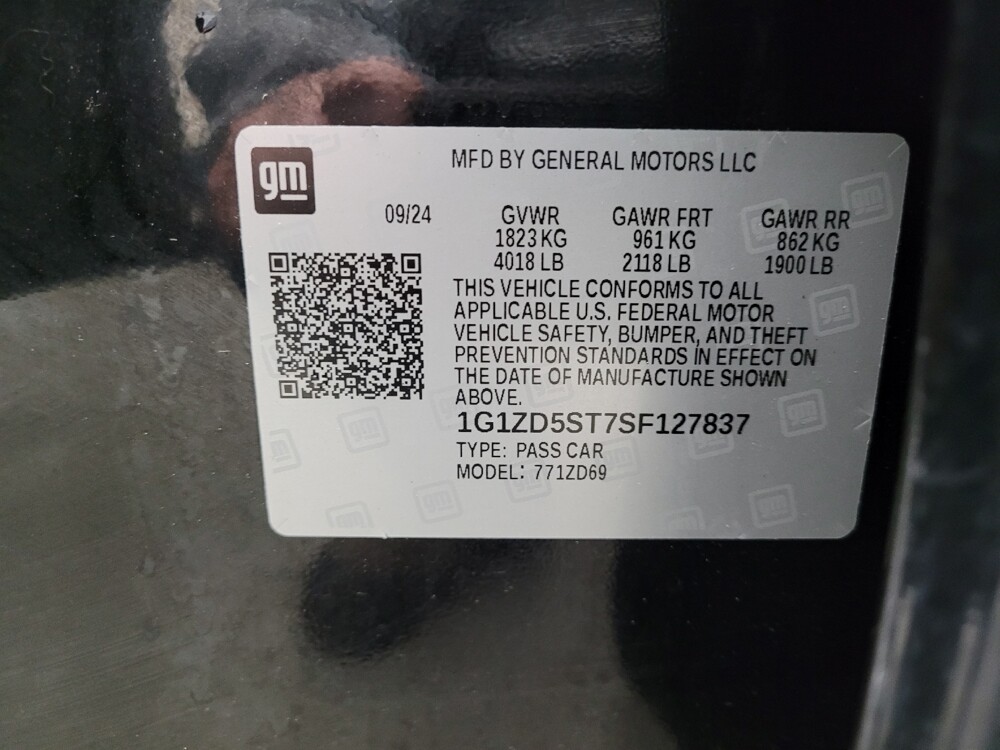 gm
MFD BY GENERAL MOTORS LLC
09/24 GVWR GAWR FRT GAWR RR
1823 KG 961 KG 862 KG
4018 LB 2118 LB 1900 LB
THIS VEHICLE CONFORMS TO ALL
APPLICABLE U.S. FEDERAL MOTOR
VEHICLE SAFETY, BUMPER, AND THEFT
PREVENTION STANDARDS IN EFFECT ON
THE DATE OF MANUFACTURE SHOWN
ABOVE.
1G1ZD5ST7SF127837
TYPE: PASS CAR
MODEL: 771ZD69